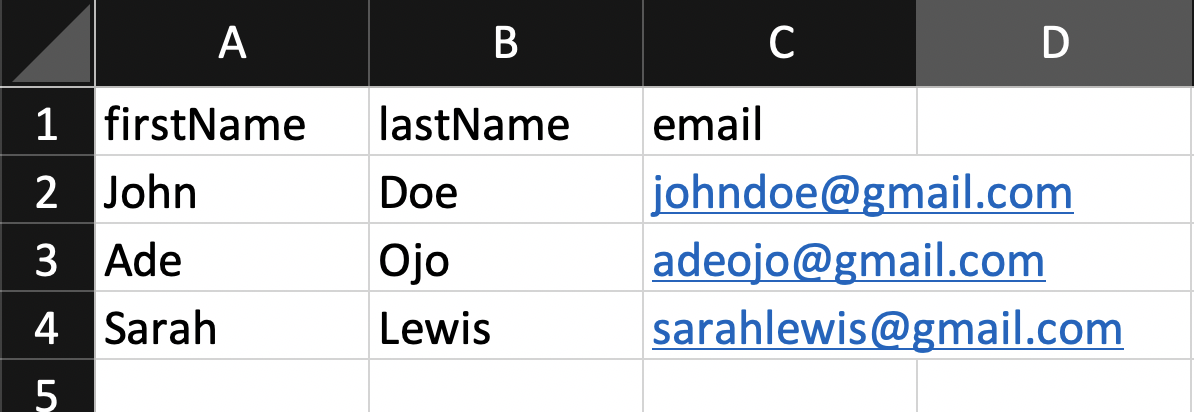 A B C D
1 firstName lastName email
2 John Doe johndoe@gmail.com
3 Ade Ojo adeojo@gmail.com
4 Sarah Lewis sarahlewis@gmail.com
5